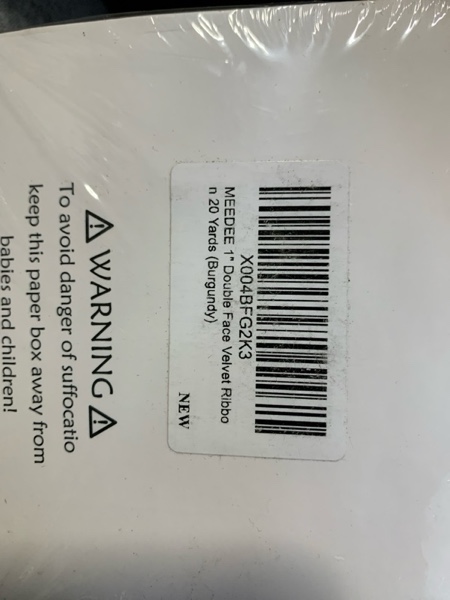 X004BFG2K3
MEEDEE 1" Double Face Velvet Ribbo
n 20 Yards (Burgundy)
NEW
⚠ WARNING ⚠
To avoid danger of suffocatio
keep this paper box away from
babies and children!